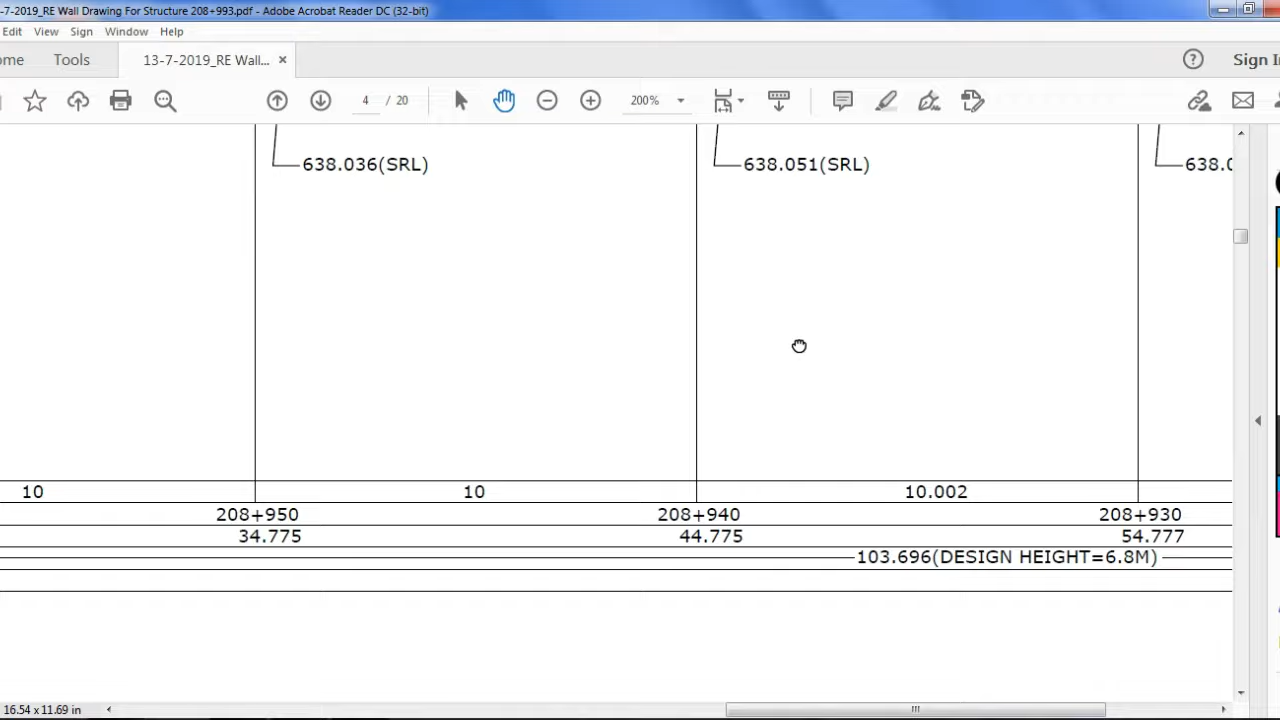 -7-2019_RE Wall Drawing For Structure 208+993.pdf - Adobe Acrobat Reader DC (32-bit)
Edit View Sign Window Help
ome Tools 13-7-2019_RE Wall... × ? Sign I
4 / 20 200%
638.036(SRL) 638.051(SRL) 638.0
10 10 10.002
208+950 208+940 208+930
34.775 44.775 54.777
103.696(DESIGN HEIGHT=6.8M)
16.54 x 11.69 in